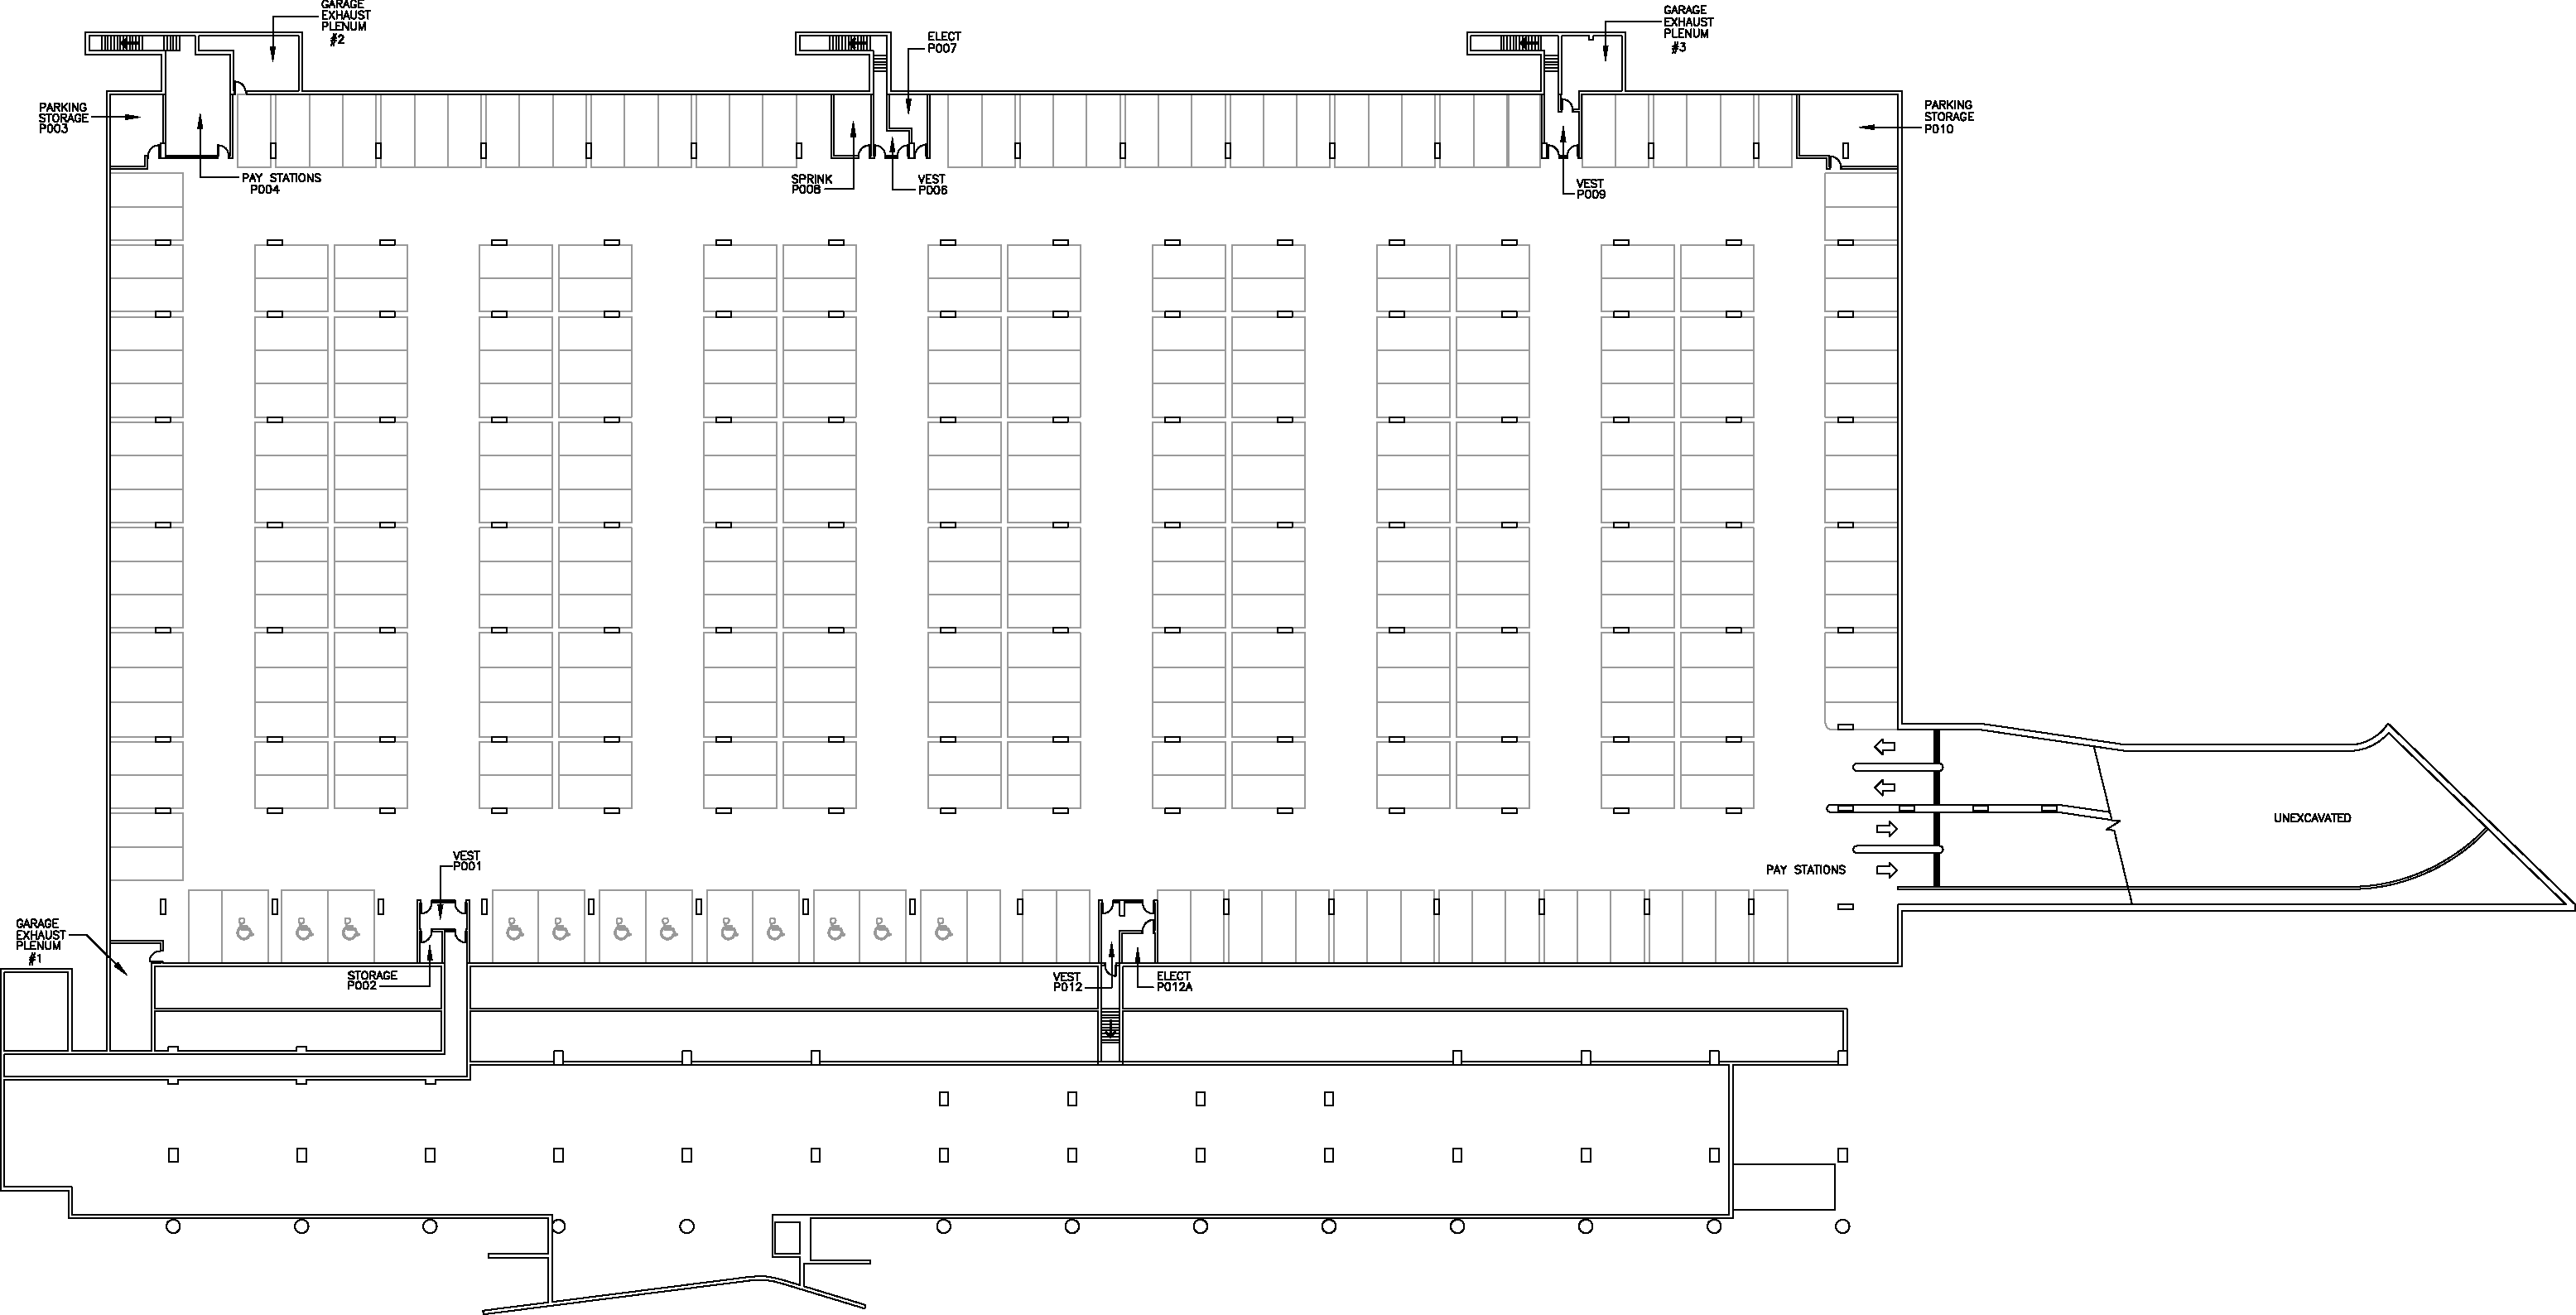 GARAGE
EXHAUST
PLENUM
#2
ELECT
P007
GARAGE
EXHAUST
PLENUM
#3
PARKING
STORAGE
P003
PARKING
STORAGE
P010
PAY STATIONS
P004
SPRINK
P008
VEST
P006
VEST
P009
UNEXCAVATED
VEST
P001
PAY STATIONS
GARAGE
EXHAUST
PLENUM
#1
STORAGE
P002
VEST
P012
ELECT
P012A